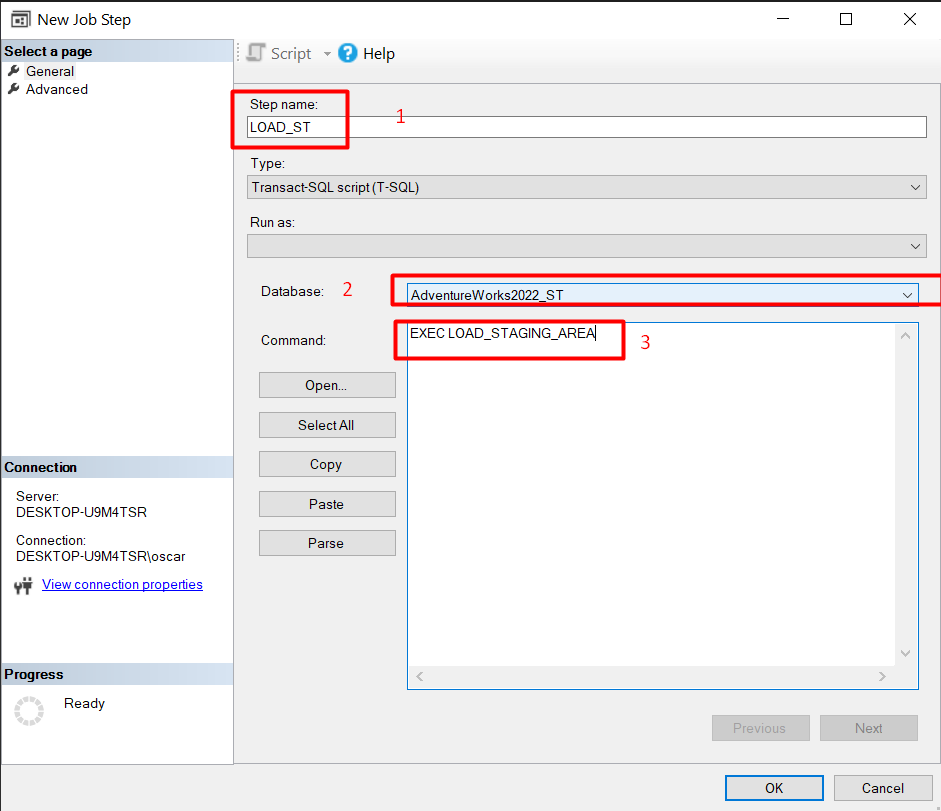 New Job Step
Select a page
General
Advanced
Script
Help
Step name:
1
LOAD_ST
Type:
Transact-SQL script (T-SQL)
Run as:
Database:
2
AdventureWorks2022_ST
Command:
EXEC LOAD_STAGING_AREA
3
Open...
Select All
Copy
Paste
Parse
Connection
Server:
DESKTOP-U9M4TSR
Connection:
DESKTOP-U9M4TSR\oscar
View connection properties
Progress
Ready
Previous
Next
OK
Cancel